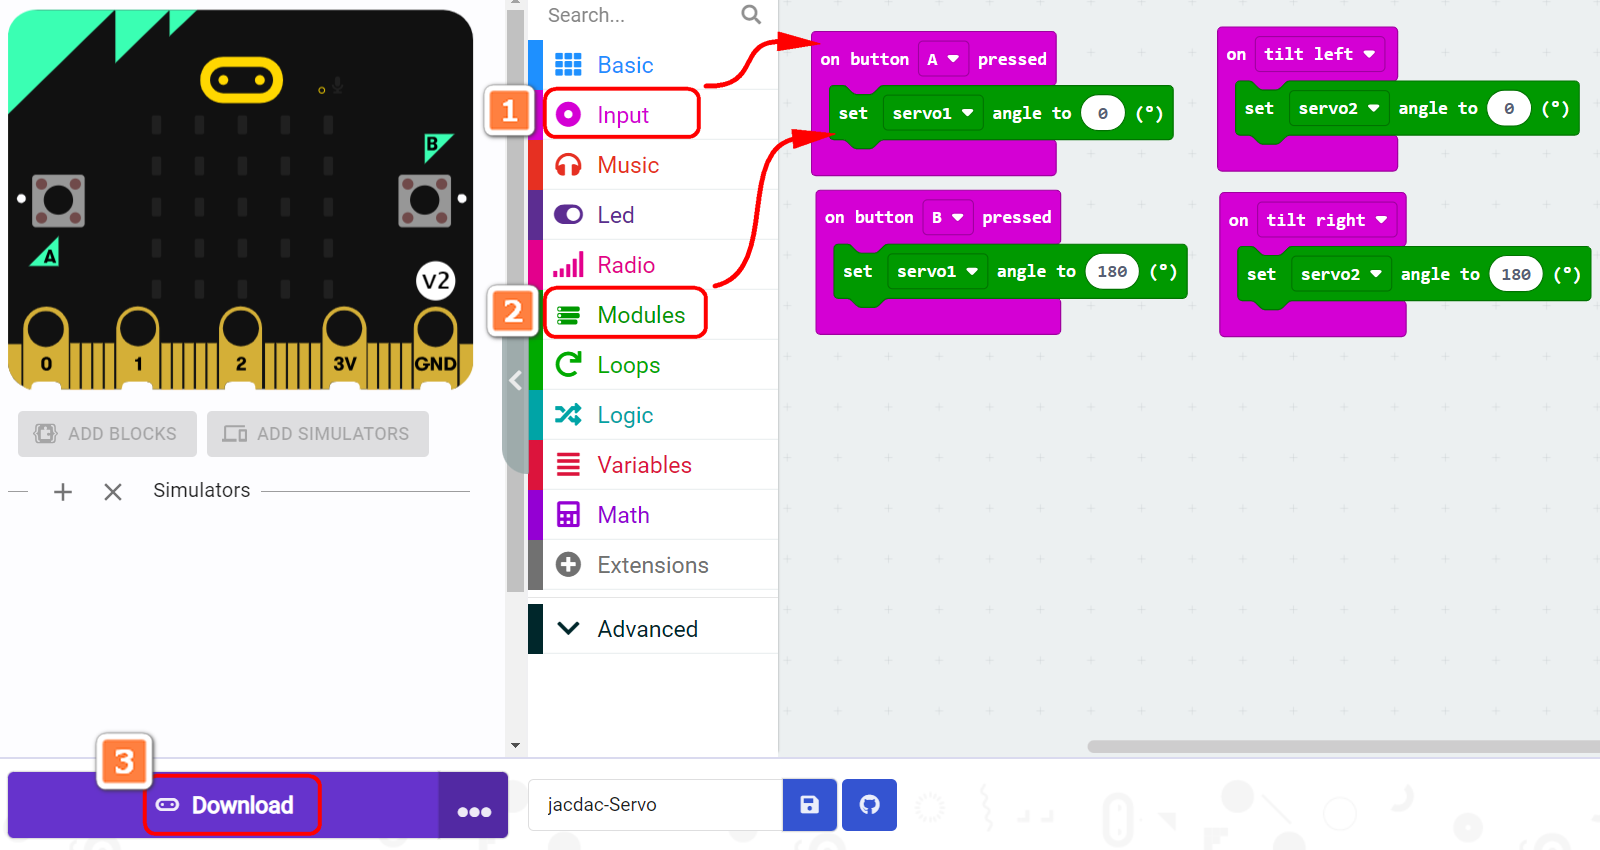 B
A
V2
0
1
2
3V
GND
ADD BLOCKS
ADD SIMULATORS
Simulators
Search...
Basic
1
Input
Music
Led
Radio
2
Modules
Loops
Logic
Variables
Math
Extensions
Advanced
on button A pressed
set servo1 angle to 0 (°)
on button B pressed
set servo1 angle to 180 (°)
on tilt left
set servo2 angle to 0 (°)
on tilt right
set servo2 angle to 180 (°)
3
Download
jacdac-Servo